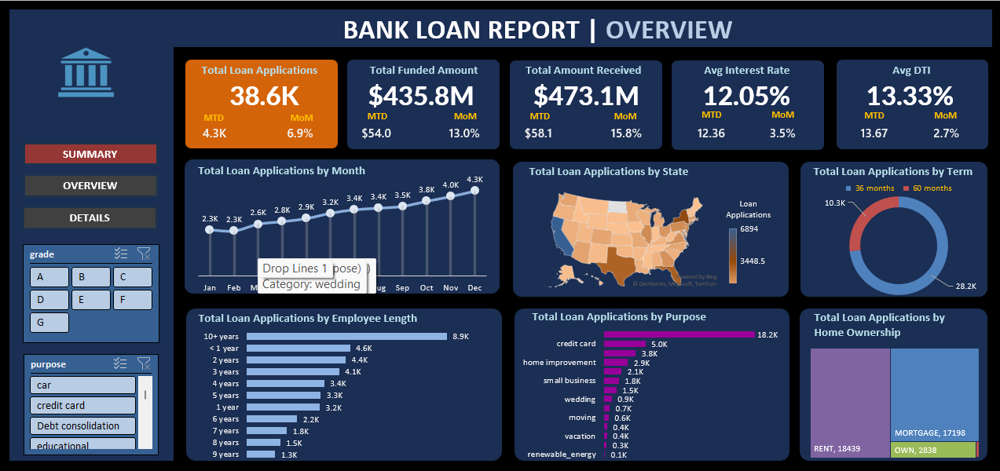 BANK LOAN REPORT | OVERVIEW
Total Loan Applications
38.6K
MTD MoM
4.3K 6.9%
Total Funded Amount
$435.8M
MTD MoM
$54.0 13.0%
Total Amount Received
$473.1M
MTD MoM
$58.1 15.8%
Avg Interest Rate
12.05%
MTD MoM
12.36 3.5%
Avg DTI
13.33%
MTD MoM
13.67 2.7%
SUMMARY
OVERVIEW
DETAILS
grade
A B C
D E F
G
purpose
car
credit card
Debt consolidation
educational
Total Loan Applications by Month
2.3K 2.3K 2.6K 2.8K 2.9K 3.2K 3.4K 3.4K 3.5K 3.8K 4.0K 4.3K
Drop Lines 1 pose) )
Category: wedding
Jan Feb M ug Sep Oct Nov Dec
Total Loan Applications by State
Loan
Applications
6894
3448.5
Powered by Bing
© GeoNames, Microsoft, TomTom
Total Loan Applications by Term
36 months 60 months
10.3K
28.2K
Total Loan Applications by Employee Length
10+ years 8.9K
< 1 year 4.6K
2 years 4.4K
3 years 4.1K
4 years 3.4K
5 years 3.3K
1 year 3.2K
6 years 2.2K
7 years 1.8K
8 years 1.5K
9 years 1.3K
Total Loan Applications by Purpose
18.2K
credit card 5.0K
3.8K
home improvement 2.9K
2.1K
small business 1.8K
1.5K
wedding 0.9K
0.7K
moving 0.6K
0.4K
vacation 0.4K
0.3K
renewable_energy 0.1K
Total Loan Applications by
Home Ownership
MORTGAGE, 17198
RENT, 18439
OWN, 2838